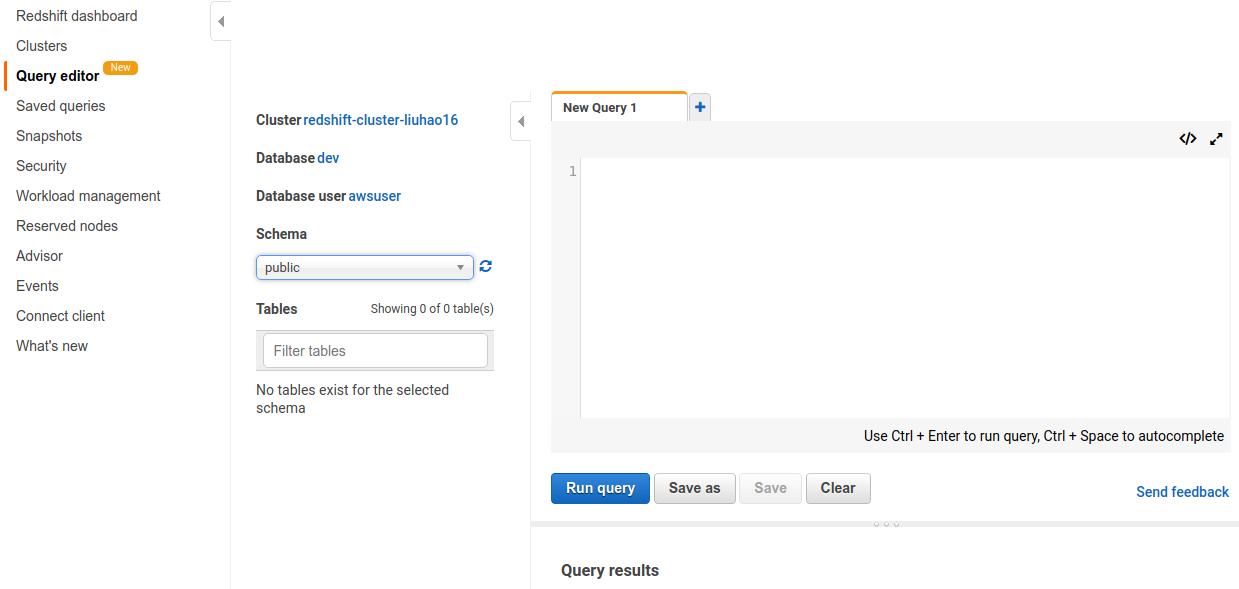 Redshift dashboard
Clusters
Query editor New
Saved queries
Snapshots
Security
Workload management
Reserved nodes
Advisor
Events
Connect client
What's new
Cluster redshift-cluster-liuhao16
Database dev
Database user awsuser
Schema
public
Tables Showing 0 of 0 table(s)
Filter tables
No tables exist for the selected
schema
New Query 1 +
</>
1
Use Ctrl + Enter to run query, Ctrl + Space to autocomplete
Run query Save as Save Clear Send feedback
Query results